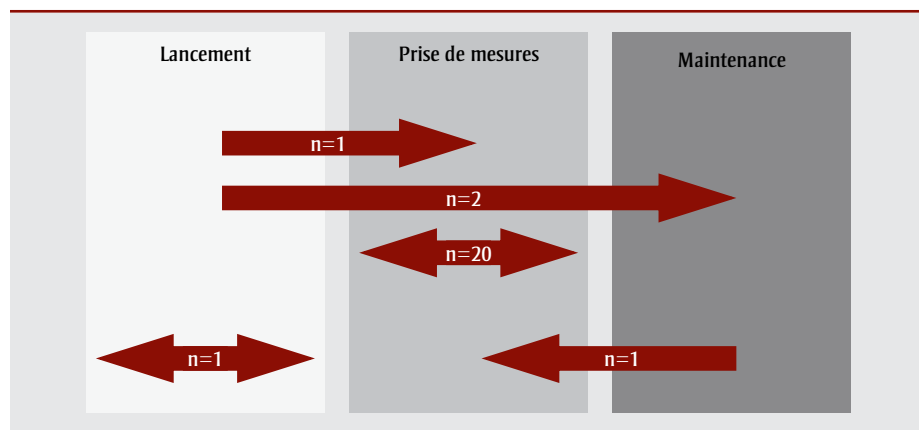 Lancement
Prise de mesures
Maintenance
n=1
n=2
n=20
n=1
n=1